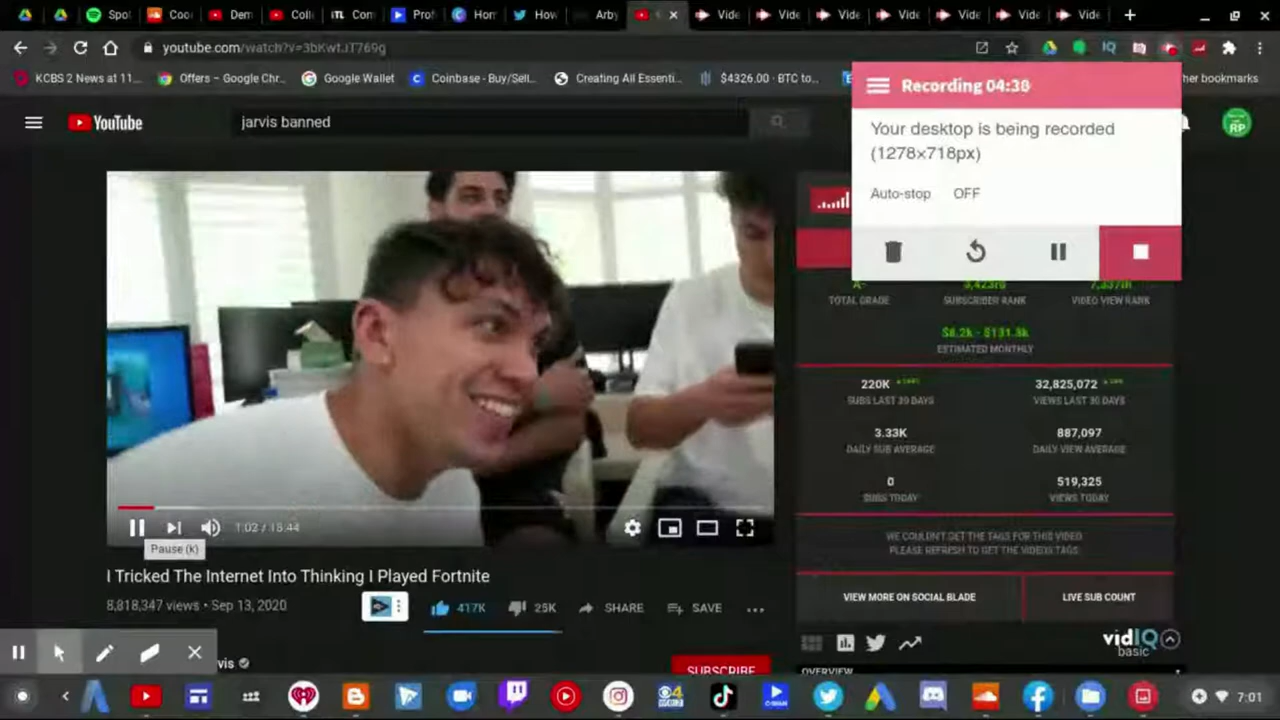 Spot
Coo
Dem
Coll
ITL
Com
Prof
Hom
How
Arby
Vide
Vide
Vide
Vide
Vide
Vide
Vide
KCBS 2 News at 11...
Offers – Google Chr...
Google Wallet
Coinbase - Buy/Sell...
Creating All Essenti...
$4326.00 - BTC to...
her bookmarks
YouTube
jarvis banned
RP
Recording 04:38
Your desktop is being recorded
(1278×718px)
Auto-stop OFF
TOTAL GRADE
SUBSCRIBER RANK
VIDEO VIEW RANK
ESTIMATED MONTHLY
220K
32,825,072
SUBS LAST 30 DAYS
VIEWS LAST 30 DAYS
3.33K
887,097
DAILY SUB AVERAGE
DAILY VIEW AVERAGE
0
519,325
SUBS TODAY
VIEWS TODAY
WE COULDN'T GET THE TAGS FOR THIS VIDEO
PLEASE REFRESH TO GET THE VIDEO'S TAGS
VIEW MORE ON SOCIAL BLADE
LIVE SUB COUNT
1:02 / 18:44
Pause (k)
I Tricked The Internet Into Thinking I Played Fortnite
8,818,347 views • Sep 13, 2020
417K
25K
SHARE
SAVE
vis
SUBSCRIBE
vidIQ
basic
OVERVIEW
7:01